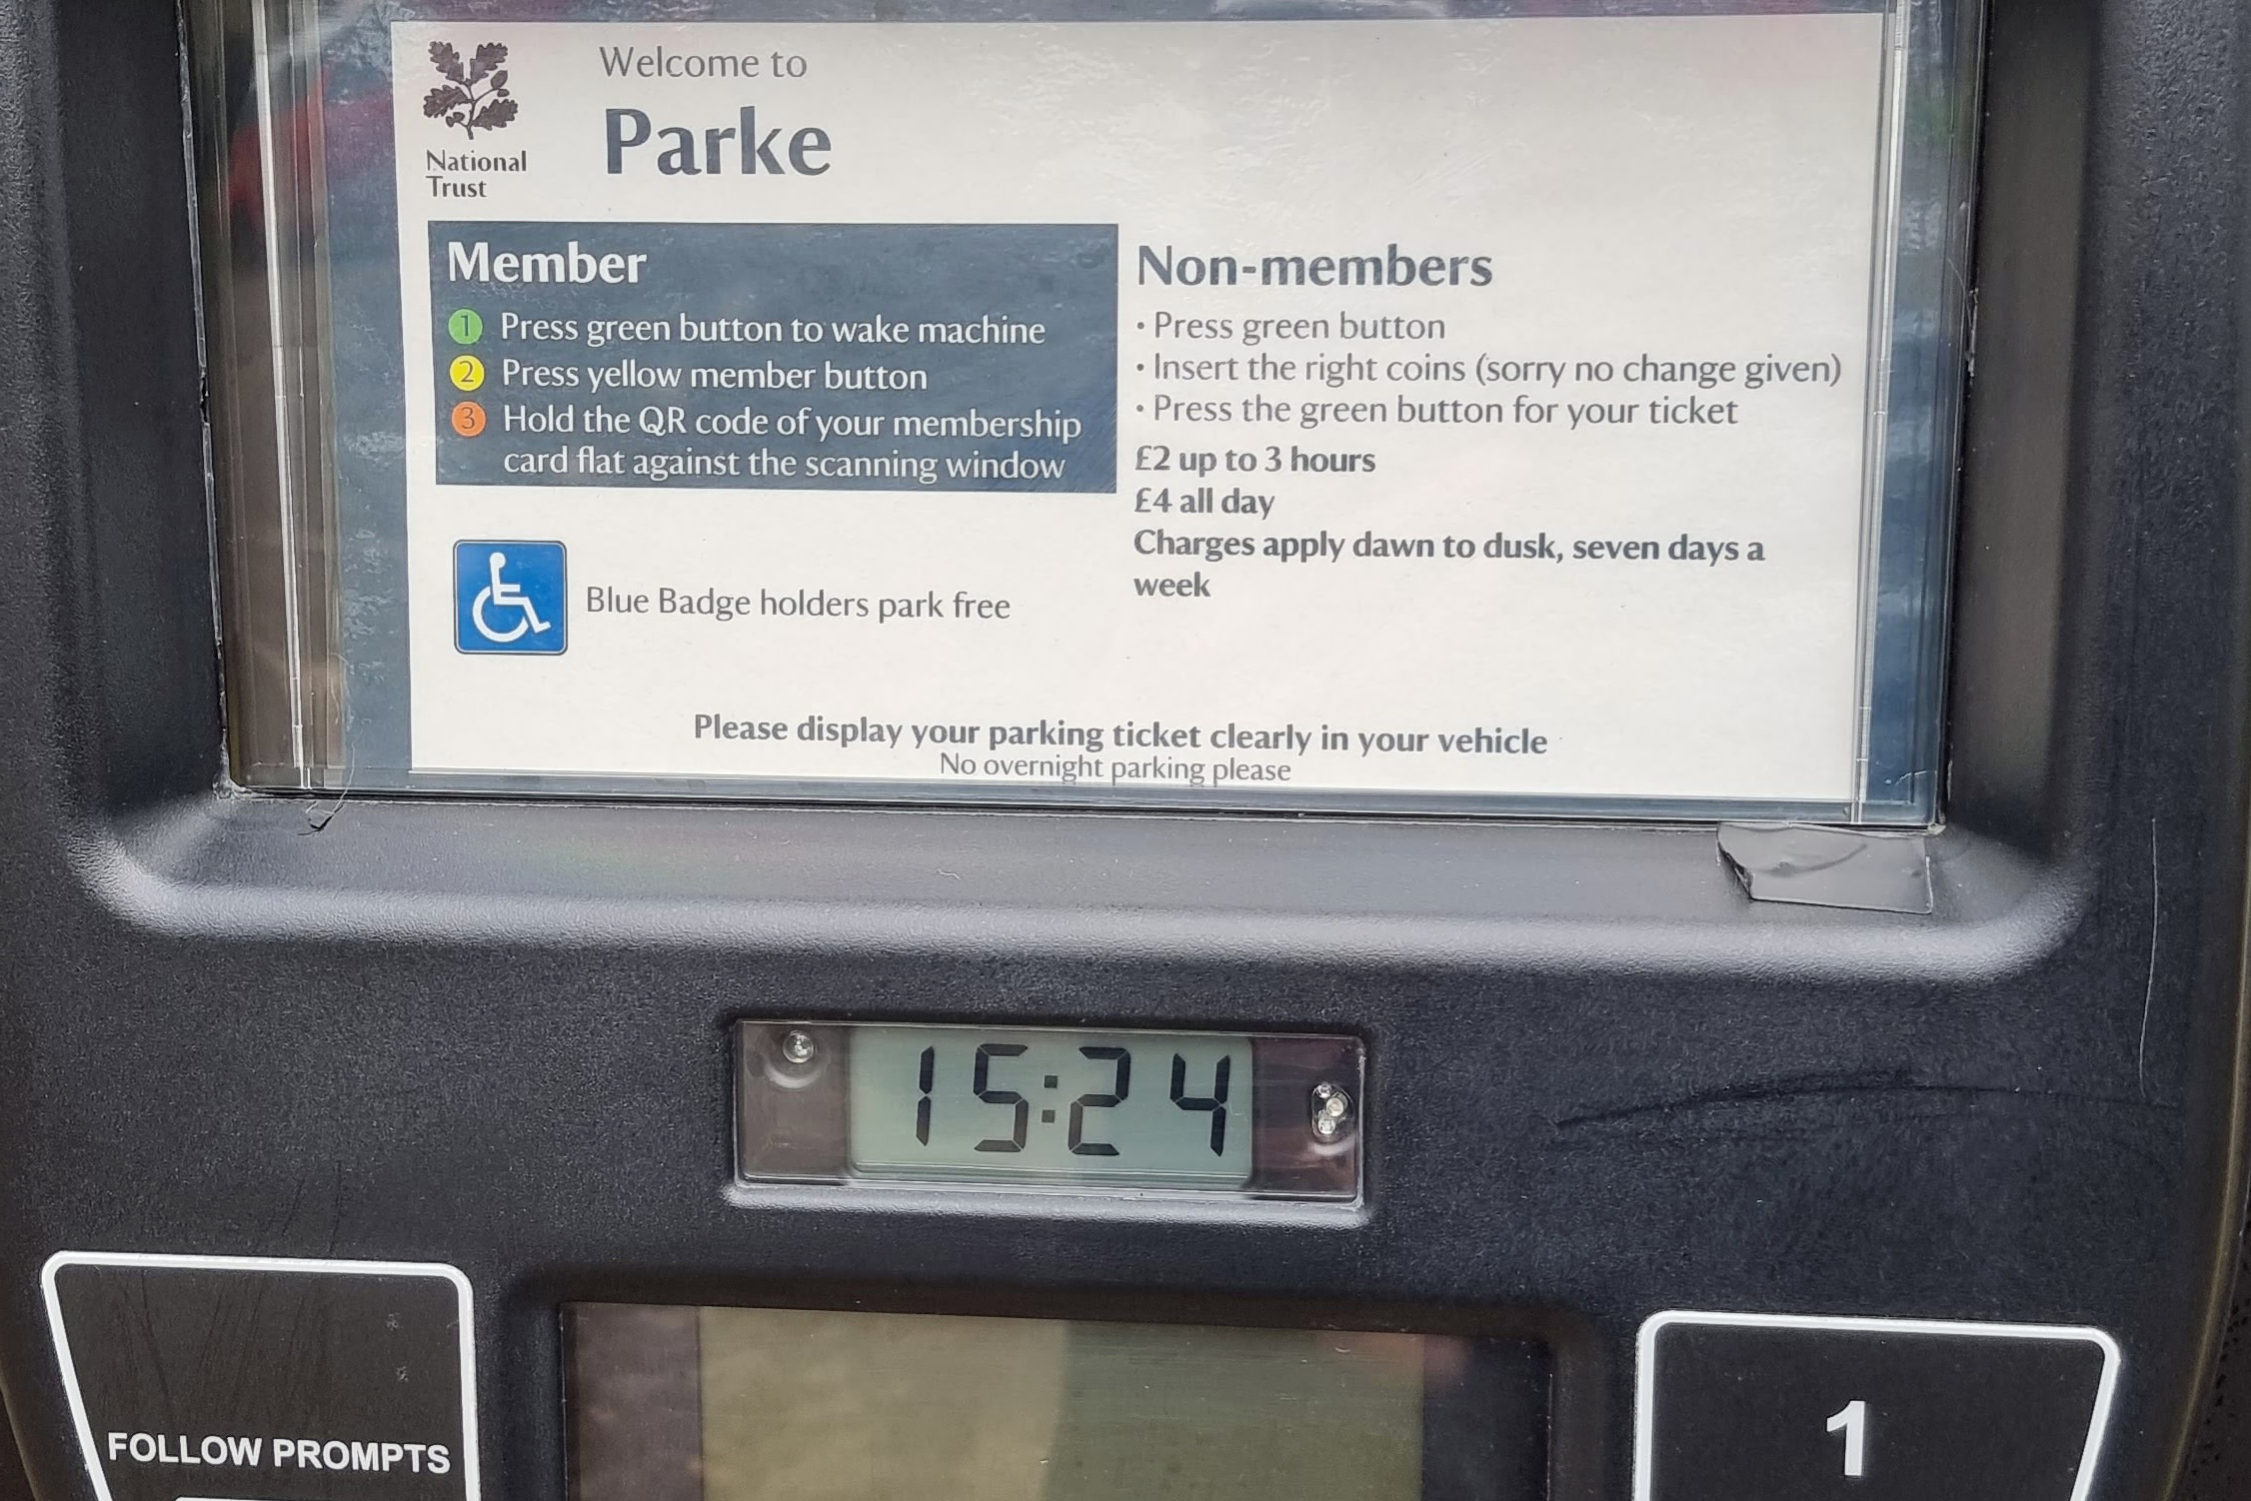 National
Trust
Welcome to
Parke
Member
1 Press green button to wake machine
2 Press yellow member button
3 Hold the QR code of your membership
card flat against the scanning window
Blue Badge holders park free
Non-members
• Press green button
• Insert the right coins (sorry no change given)
• Press the green button for your ticket
£2 up to 3 hours
£4 all day
Charges apply dawn to dusk, seven days a
week
Please display your parking ticket clearly in your vehicle
No overnight parking please
15:24
FOLLOW PROMPTS
1